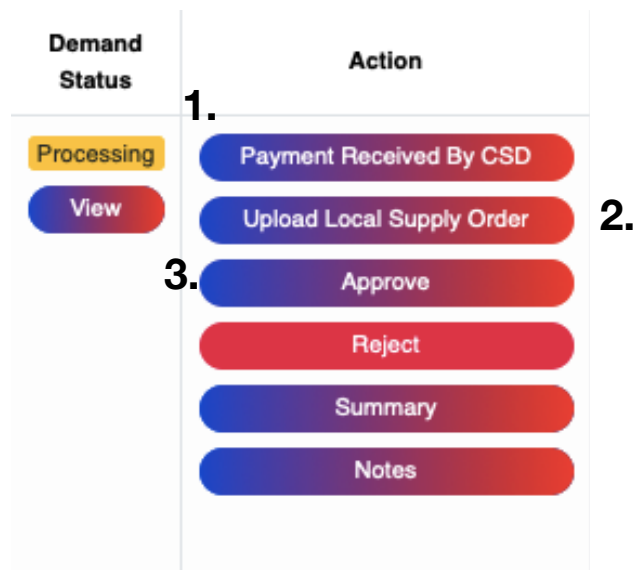 Demand
Status
Action
1.
Processing
Payment Received By CSD
View
Upload Local Supply Order
2.
3.
Approve
Reject
Summary
Notes